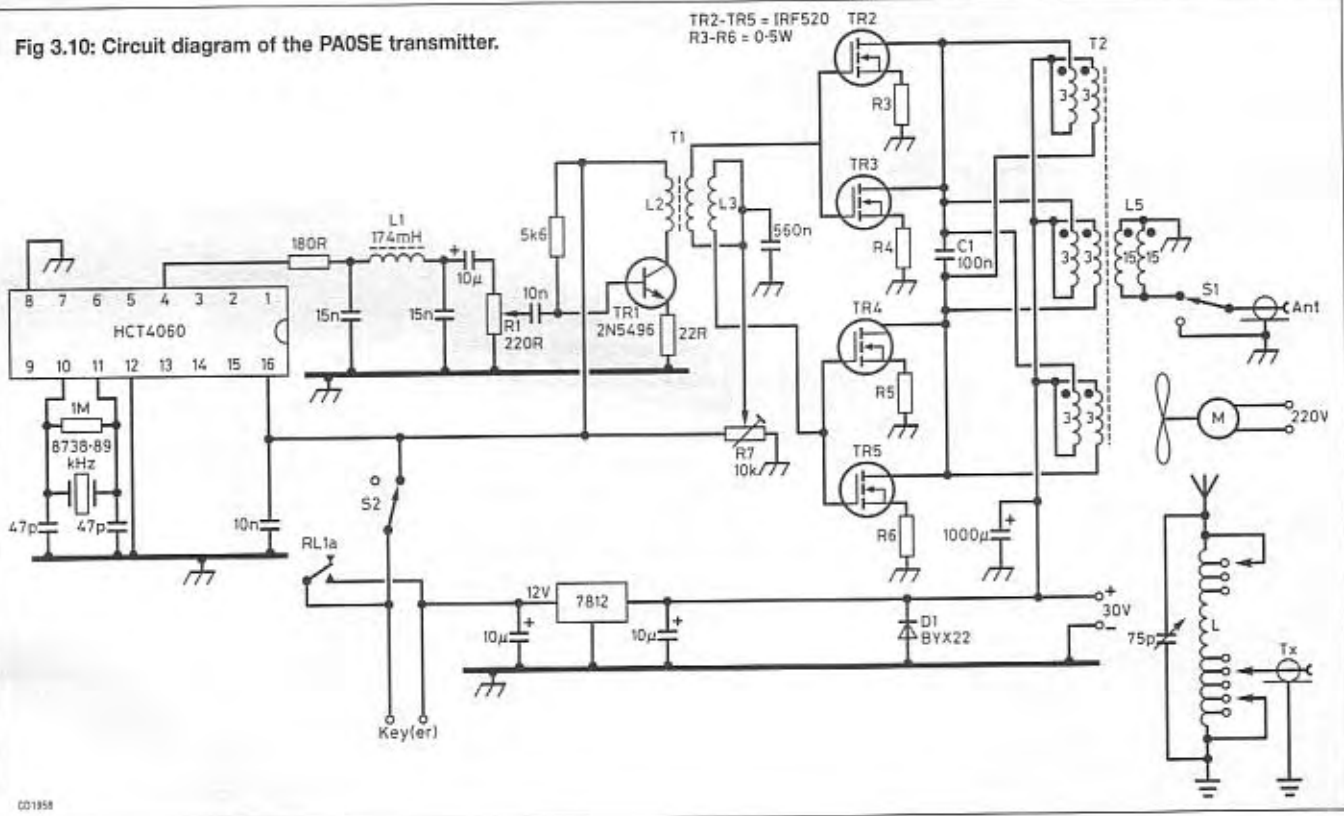 Fig 3.10: Circuit diagram of the PA0SE transmitter.
TR2-TR5 = IRF520
R3-R6 = 0·5W
TR2
T2
R3
3
3
T1
TR3
R4
L2
L3
5k6
560n
C1
100n
3
3
L5
15
15
S1
Ant
180R
L1
174mH
+
10µ
15n
15n
R1
220R
10n
TR1
2N5496
22R
TR4
R5
3
3
M
220V
8 7 6 5 4 3 2 1
HCT4060
9 10 11 12 13 14 15 16
1M
8738·89
kHz
47p
47p
10n
R7
10k
TR5
R6
S2
RL1a
1000µ
+
12V
7812
10µ
+
10µ
+
D1
BYX22
+
30V
-
75p
L
Tx
Key(er)
CD1958